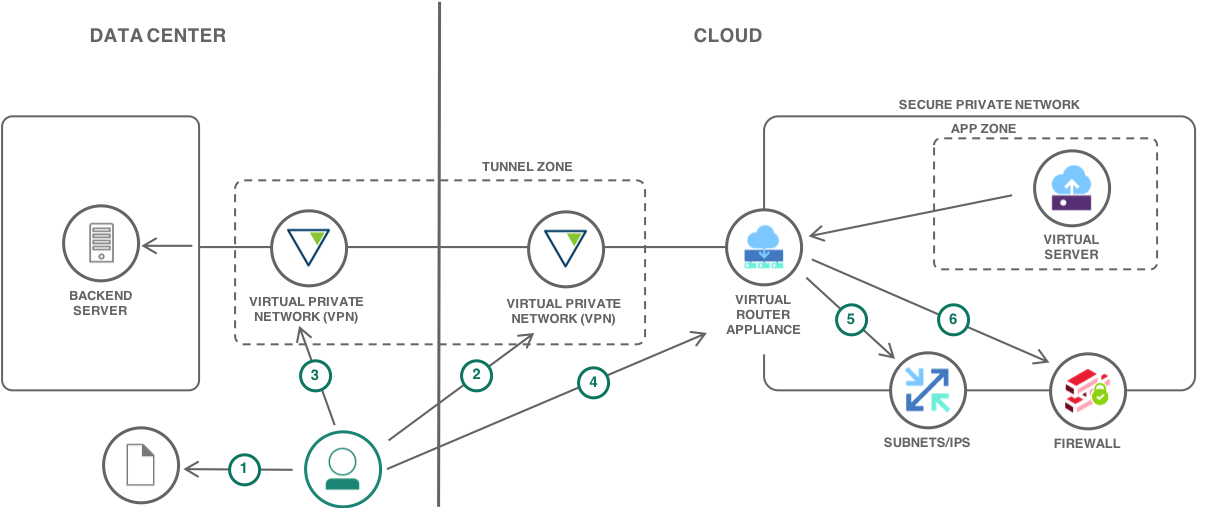 DATA CENTER
CLOUD
SECURE PRIVATE NETWORK
APP ZONE
TUNNEL ZONE
VIRTUAL
SERVER
BACKEND
SERVER
VIRTUAL PRIVATE
NETWORK (VPN)
VIRTUAL PRIVATE
NETWORK (VPN)
VIRTUAL
ROUTER
APPLIANCE
5
6
3
2
4
SUBNETS/IPS
FIREWALL
1